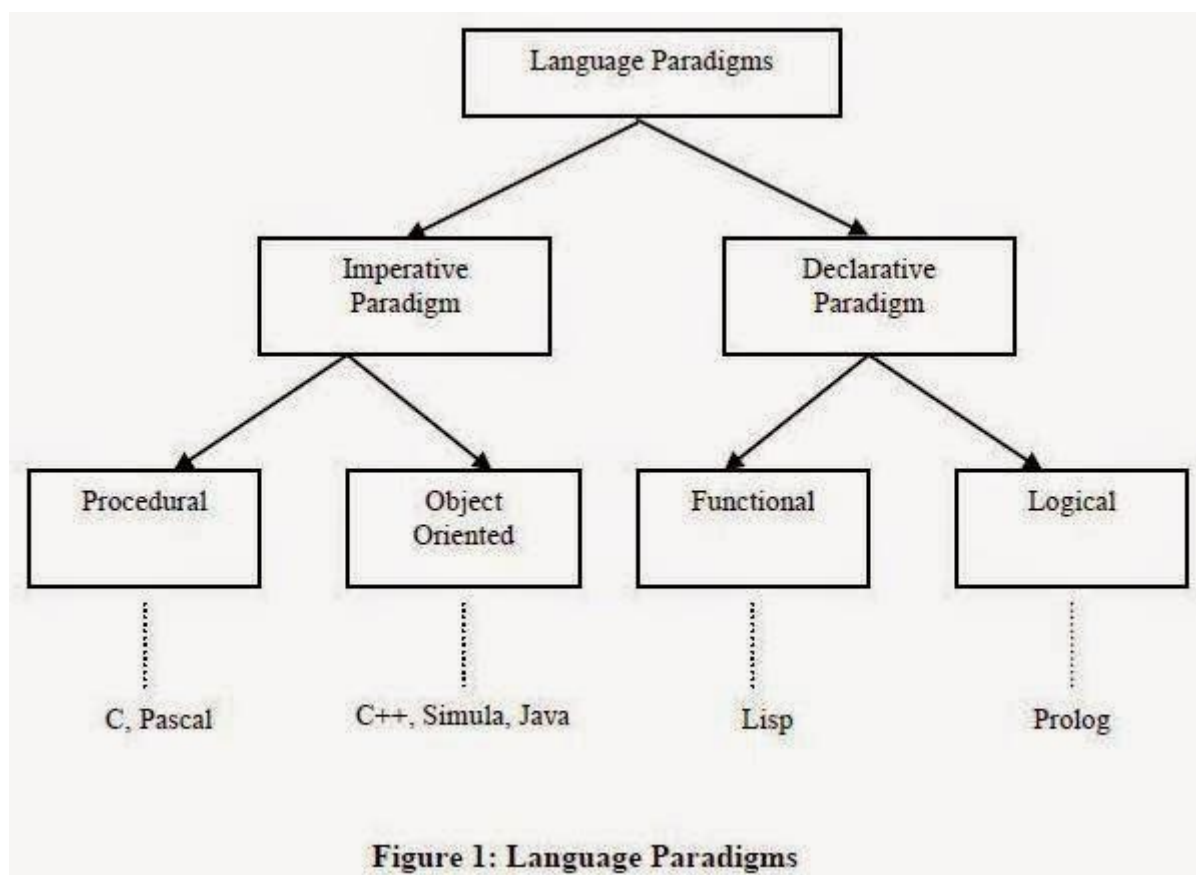 Language Paradigms
Imperative
Paradigm
Declarative
Paradigm
Procedural
Object
Oriented
Functional
Logical
C, Pascal
C++, Simula, Java
Lisp
Prolog
Figure 1: Language Paradigms